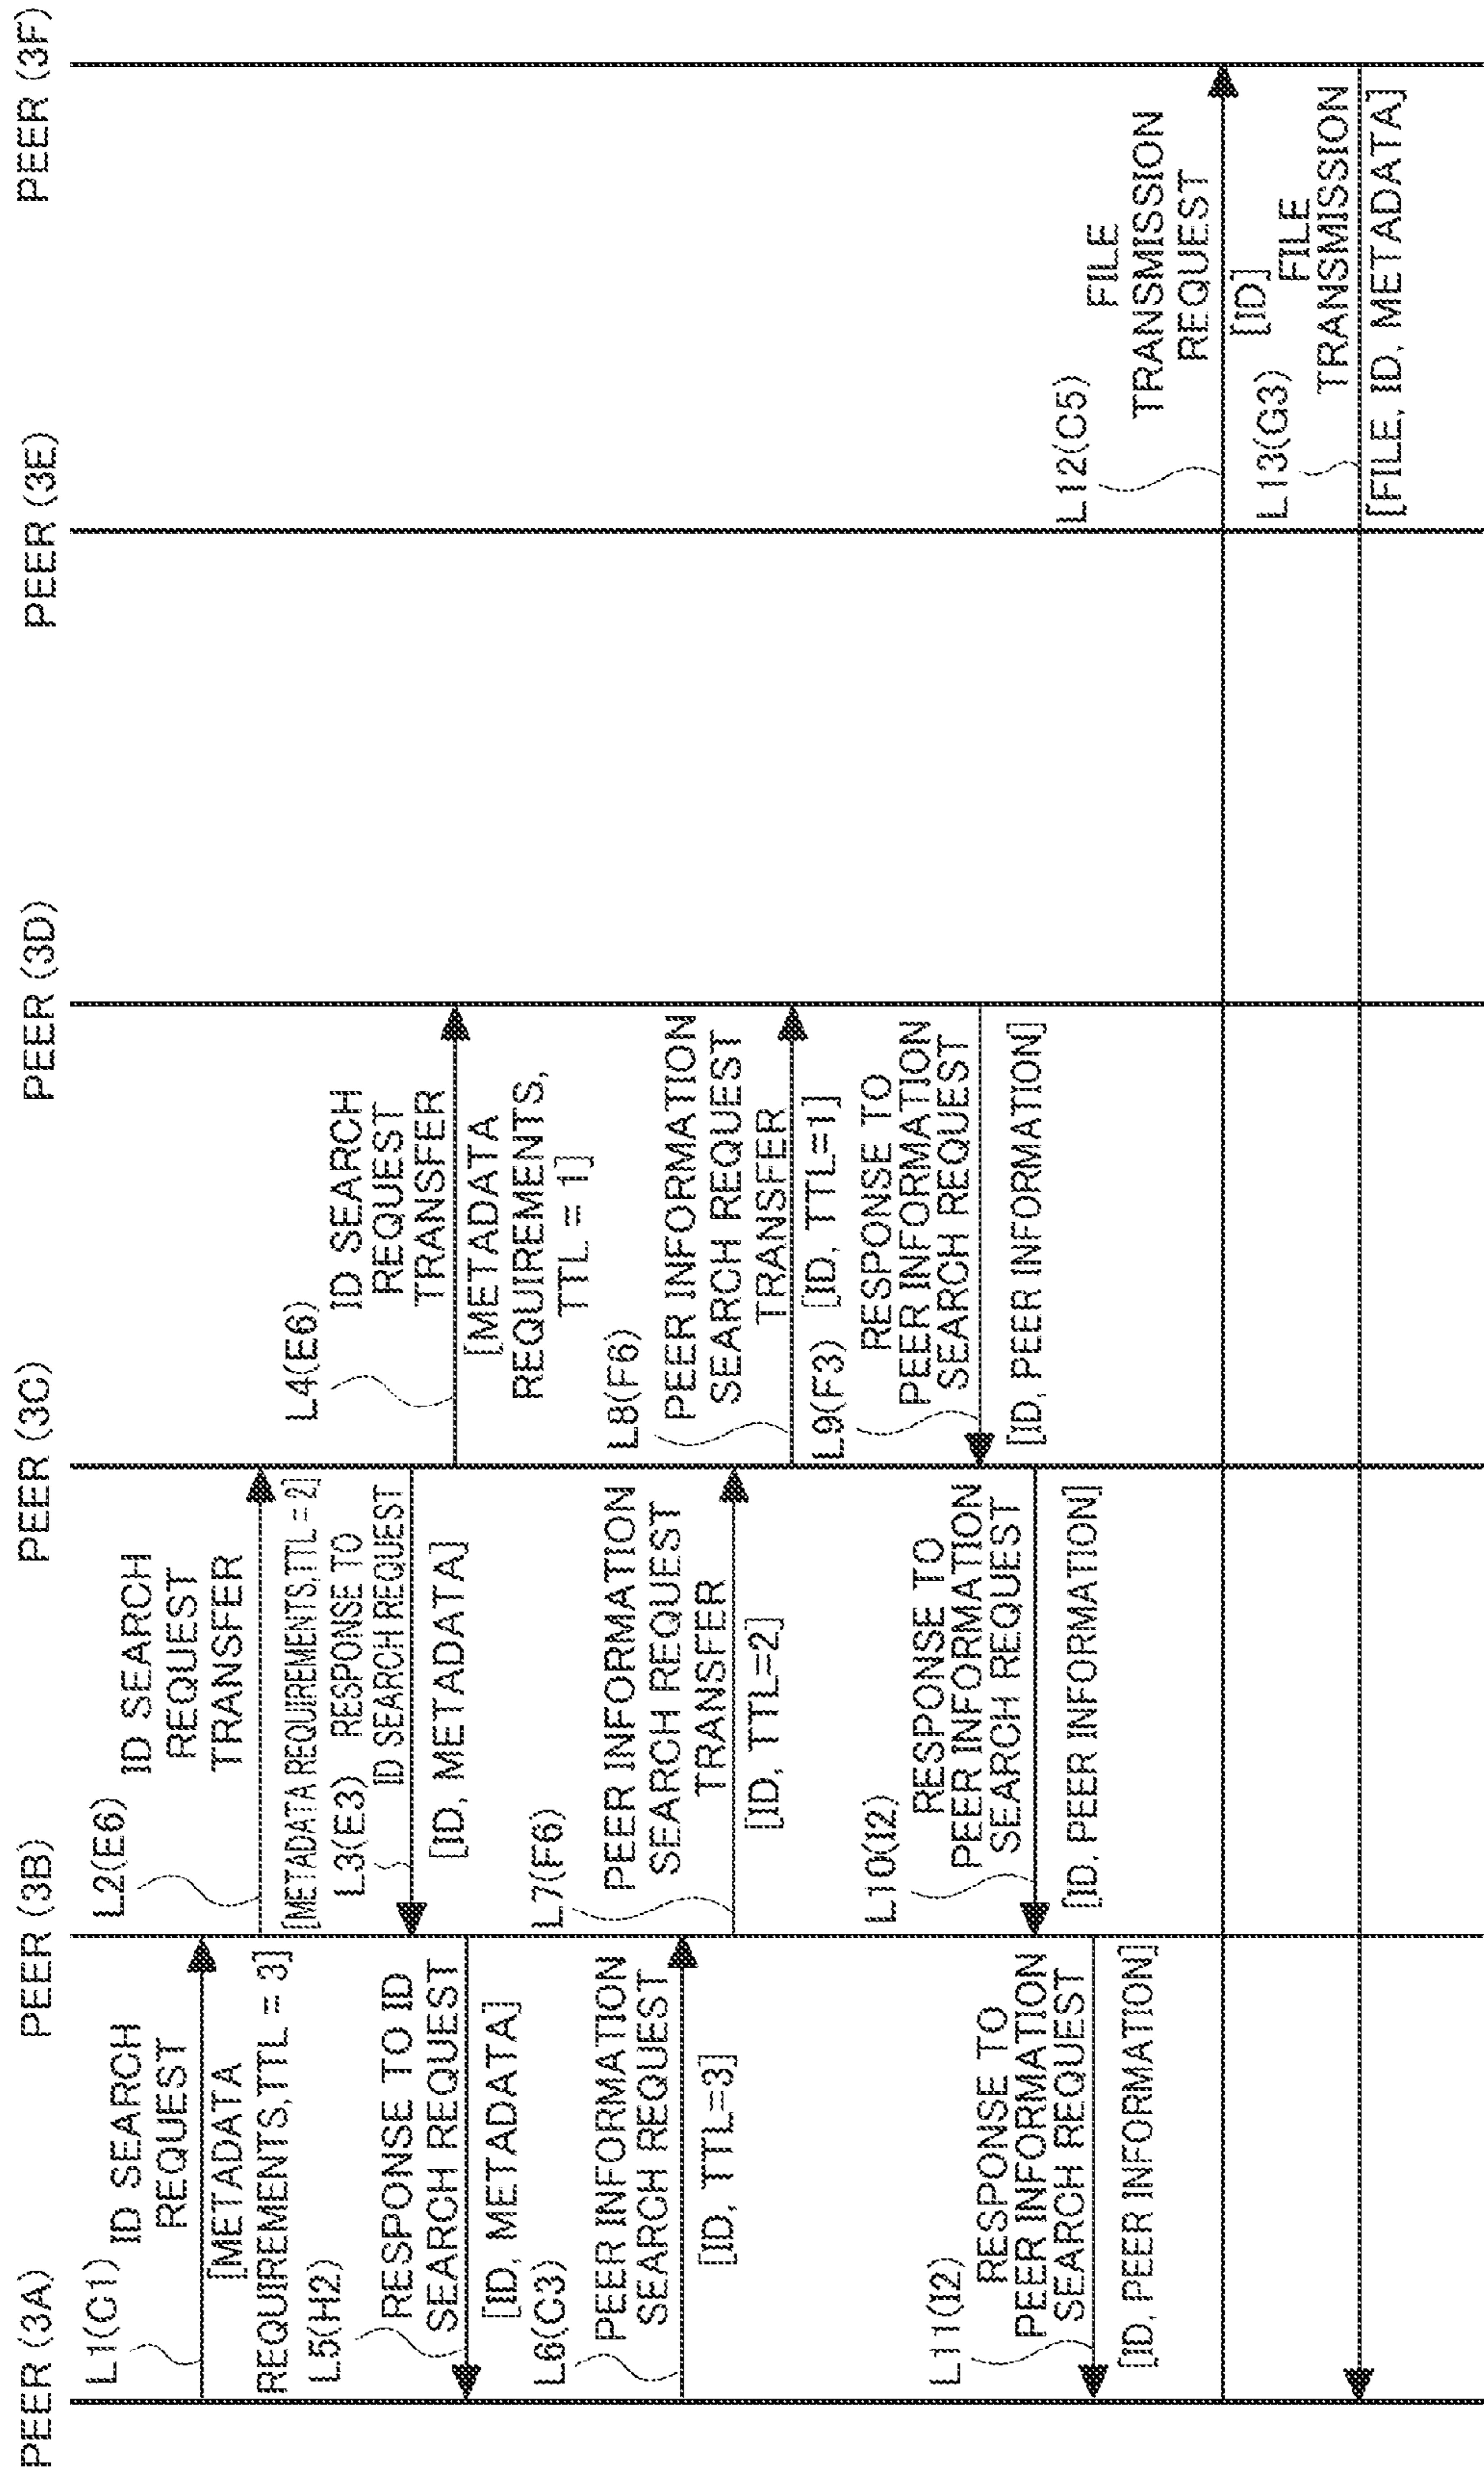 PEER (3A)
PEER (3B)
PEER (3C)
PEER (3D)
PEER (3E)
PEER (3F)
L1(C1)
ID SEARCH
REQUEST
[METADATA
REQUIREMENTS,TTL = 3]
L2(E6)
ID SEARCH
REQUEST
TRANSFER
[METADATA REQUIREMENTS,TTL = 2]
L3(E3)
RESPONSE TO
ID SEARCH REQUEST
[ID, METADATA]
L4(E6)
ID SEARCH
REQUEST
TRANSFER
[METADATA
REQUIREMENTS,
TTL = 1]
L5(H2)
RESPONSE TO ID
SEARCH REQUEST
[ID, METADATA]
L6(C3)
PEER INFORMATION
SEARCH REQUEST
[ID, TTL=3]
L7(F6)
PEER INFORMATION
SEARCH REQUEST
TRANSFER
[ID, TTL=2]
L8(F6)
PEER INFORMATION
SEARCH REQUEST
TRANSFER
[ID, TTL=1]
L9(F3)
RESPONSE TO
PEER INFORMATION
SEARCH REQUEST
[ID, PEER INFORMATION]
L10(I2)
RESPONSE TO
PEER INFORMATION
SEARCH REQUEST
[ID, PEER INFORMATION]
L11(I2)
RESPONSE TO
PEER INFORMATION
SEARCH REQUEST
[ID, PEER INFORMATION]
L12(C5)
FILE
TRANSMISSION
REQUEST
[ID]
L13(G3)
FILE
TRANSMISSION
[FILE, ID, METADATA]